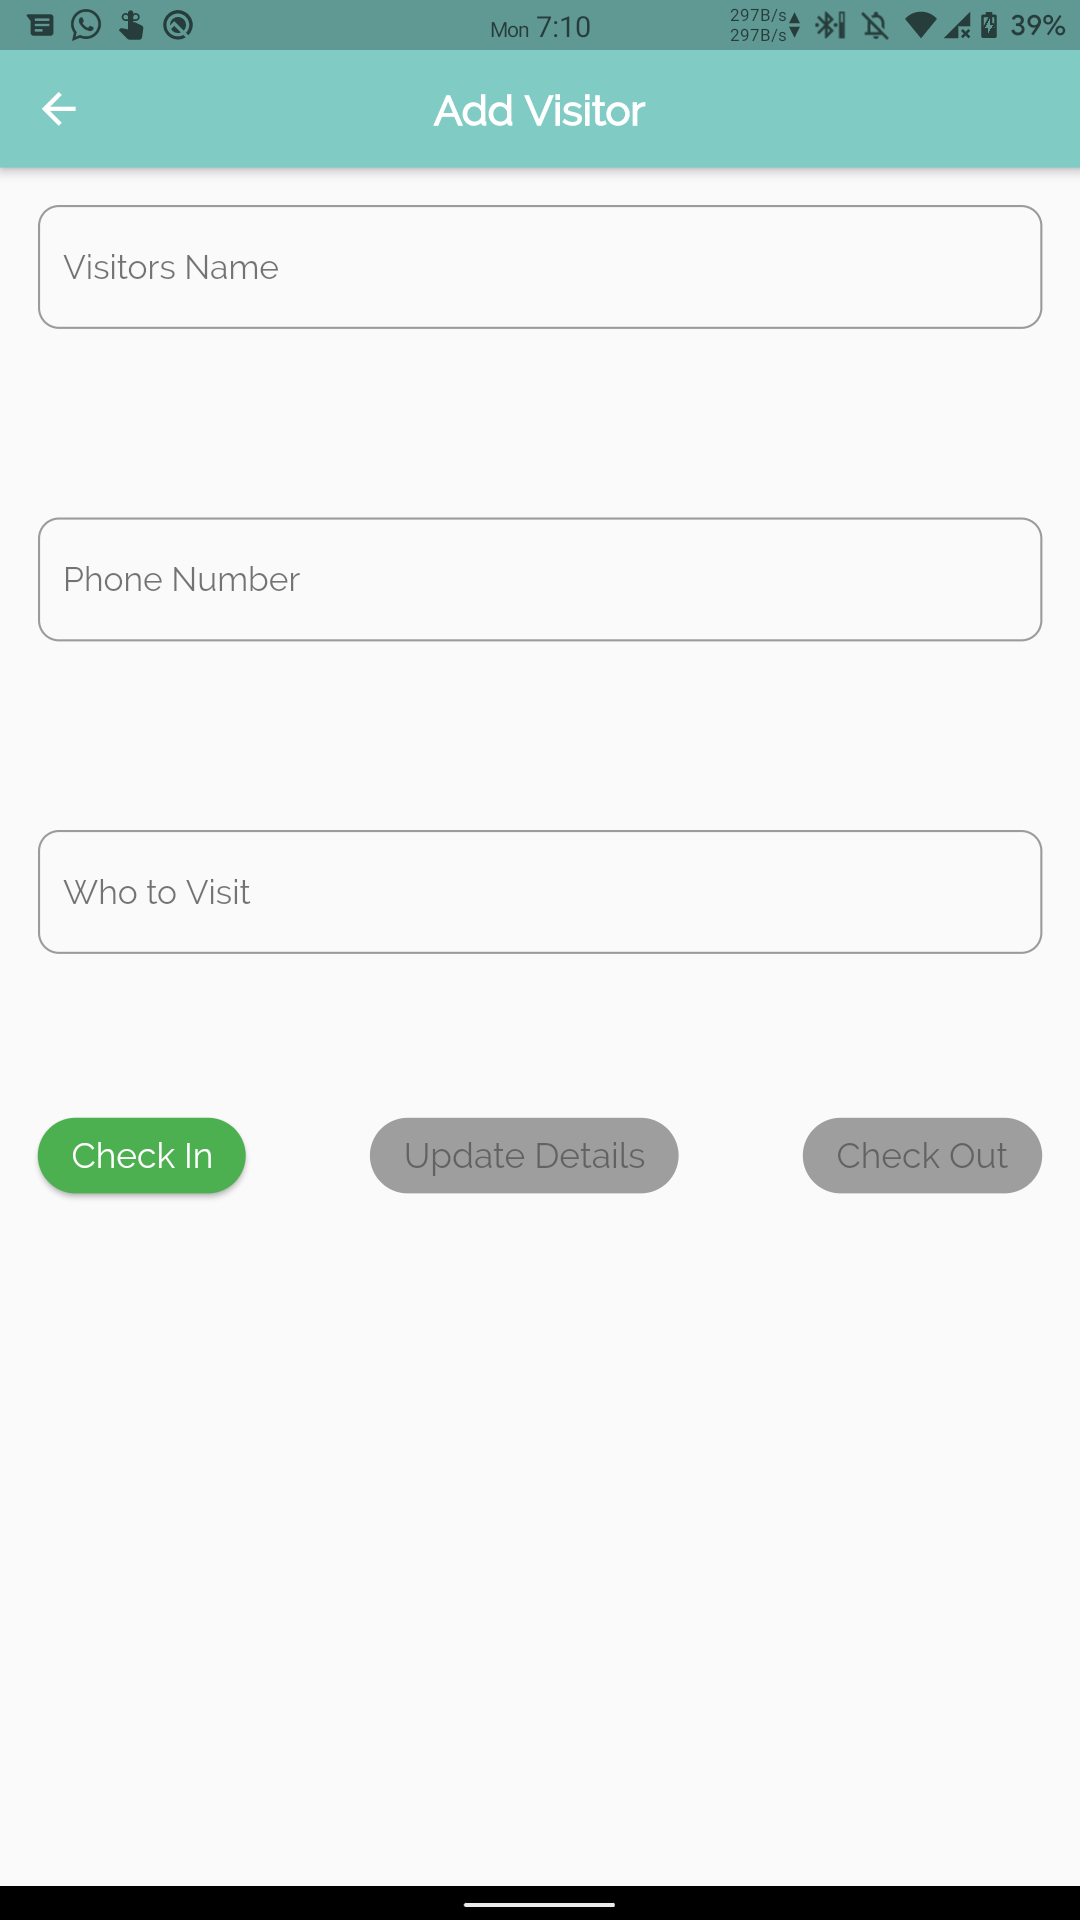 Mon 7:10
297B/s
297B/s
39%
Add Visitor
Visitors Name
Phone Number
Who to Visit
Check In
Update Details
Check Out